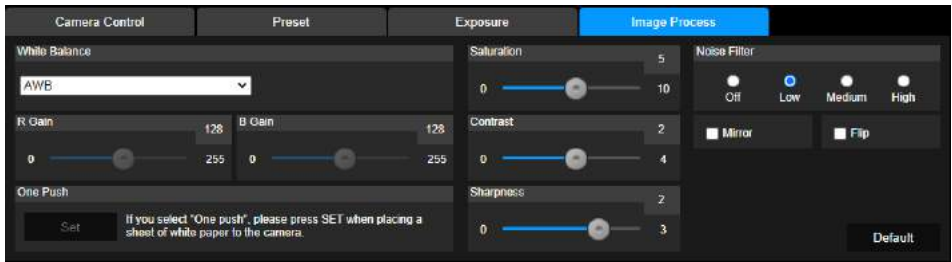 Camera Control
Preset
Exposure
Image Process
White Balance
AWB
R Gain
128
0
255
B Gain
128
0
255
One Push
Set
If you select "One push", please press SET when placing a
sheet of white paper to the camera.
Saturation
5
0
10
Contrast
2
0
4
Sharpness
2
0
3
Noise Filter
Off
Low
Medium
High
Mirror
Flip
Default